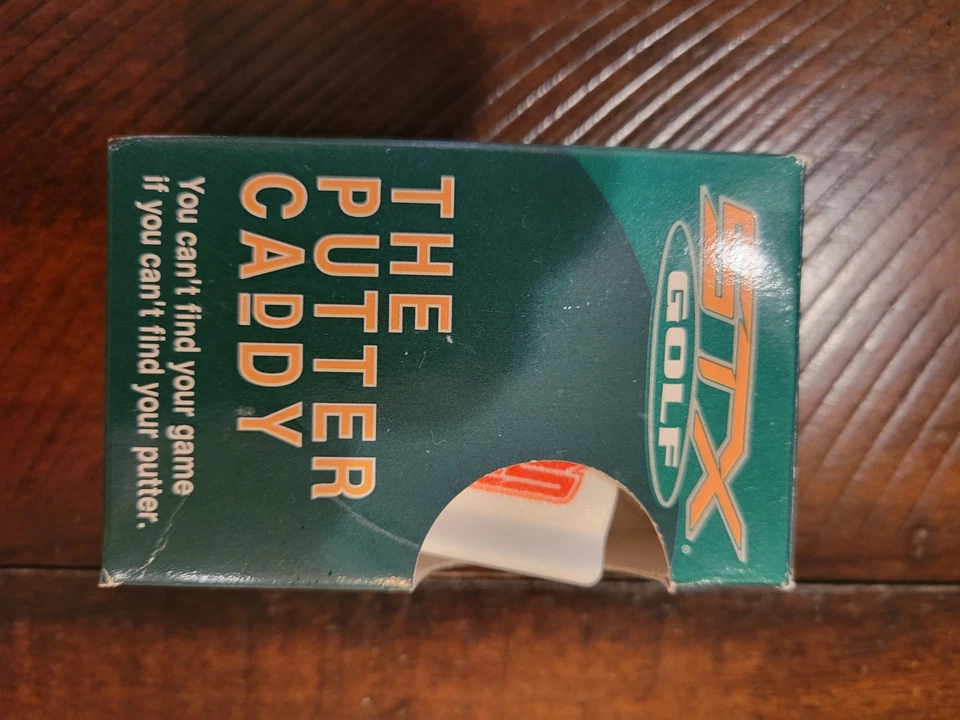 STX
GOLF
®
THE
PUTTER
CADDY
You can't find your game
if you can't find your putter.